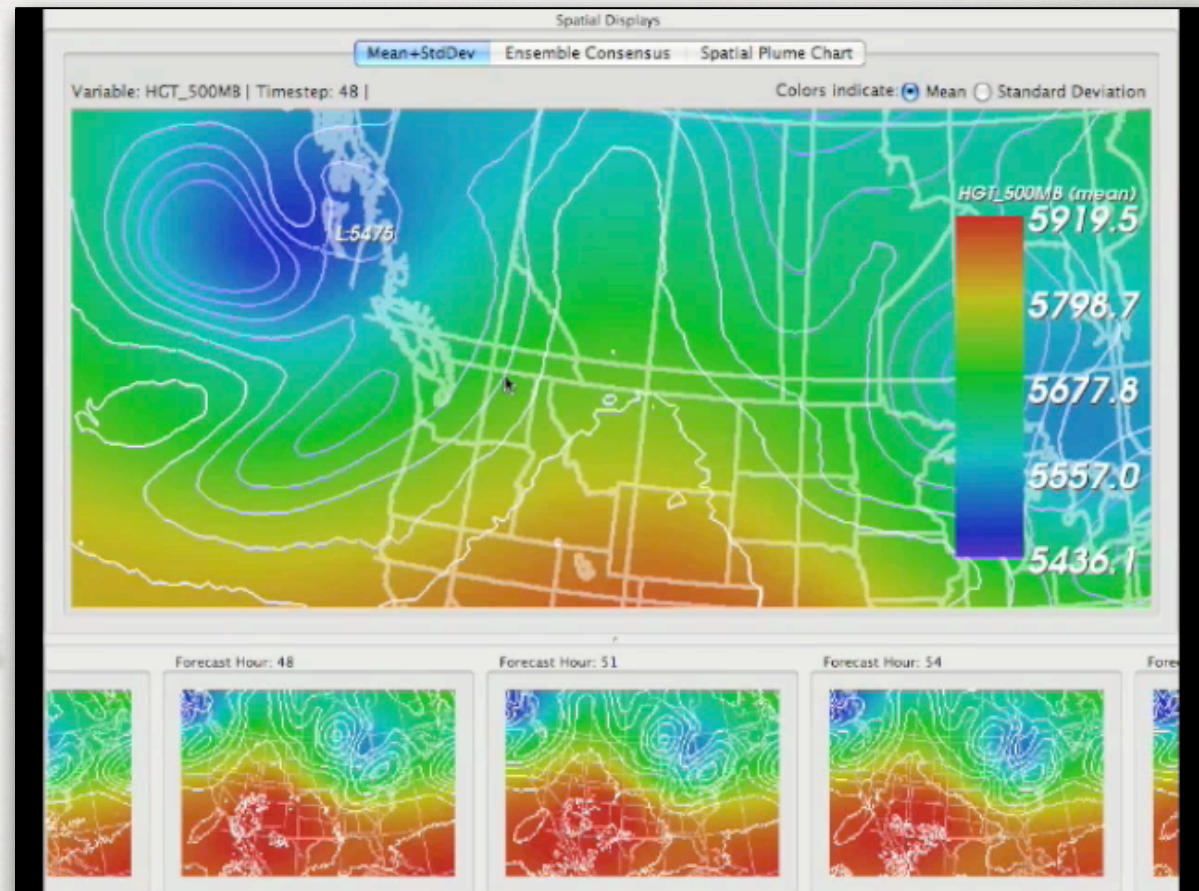 Spatial Displays
Mean+StdDev Ensemble Consensus Spatial Plume Chart
Variable: HGT_500MB | Timestep: 48 |
Colors indicate: Mean Standard Deviation
HGT_500MB (mean)
5919.5
L:5475
5798.7
5677.8
5557.0
5436.1
Forecast Hour: 48
Forecast Hour: 51
Forecast Hour: 54
Fore